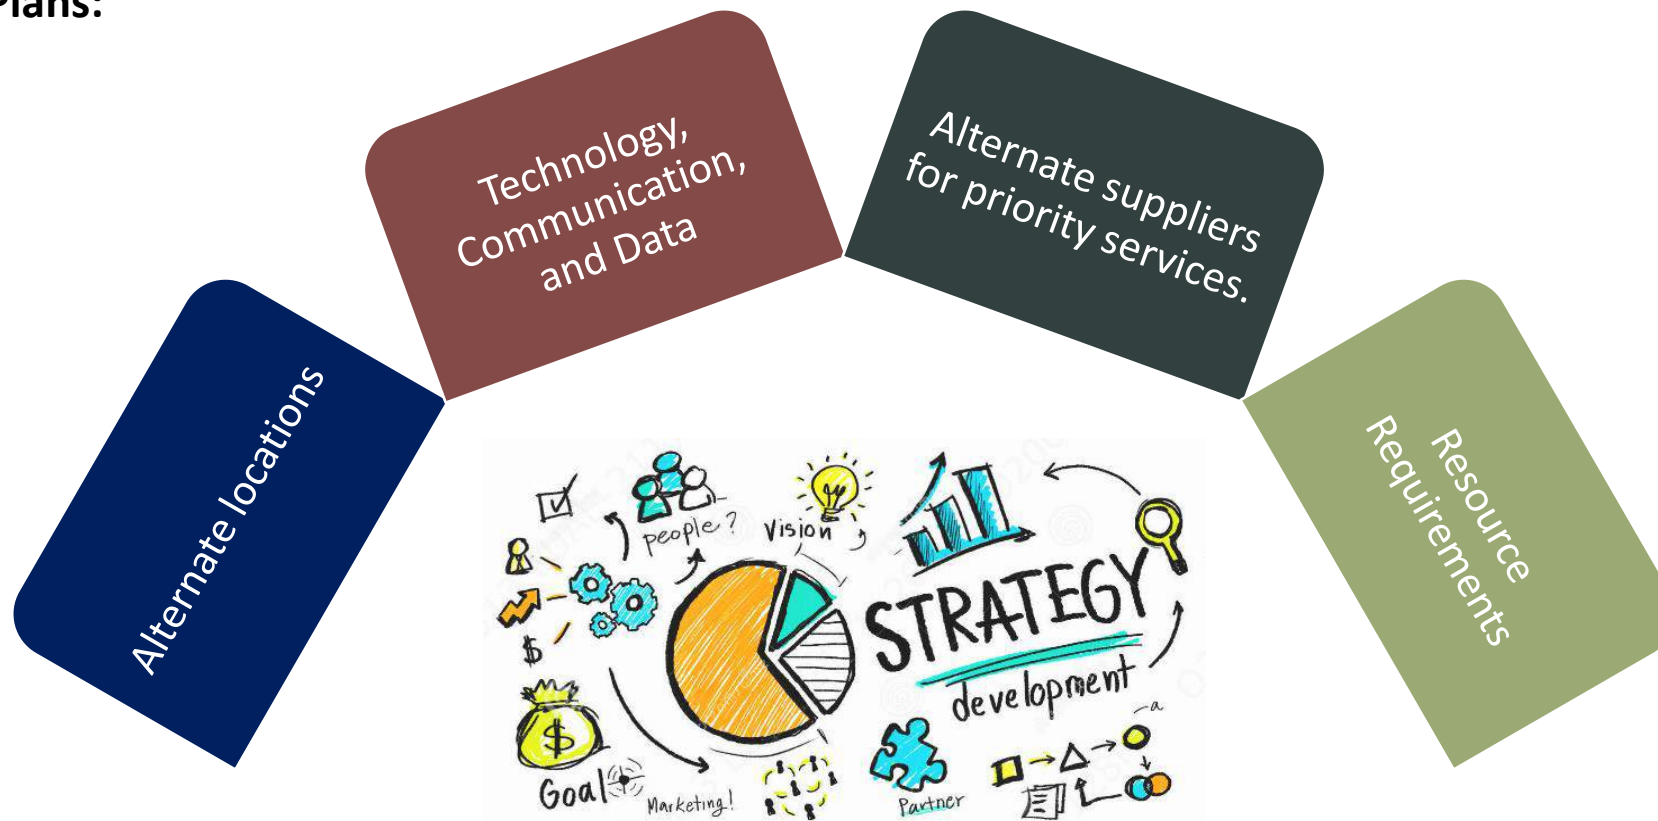 Plans:
Technology,
Communication,
and Data
Alternate suppliers
for priority services.
Alternate locations
Resource
Requirements
people ?
Vision
STRATEGY
development
$
$
Goal
Marketing!
Partner
a